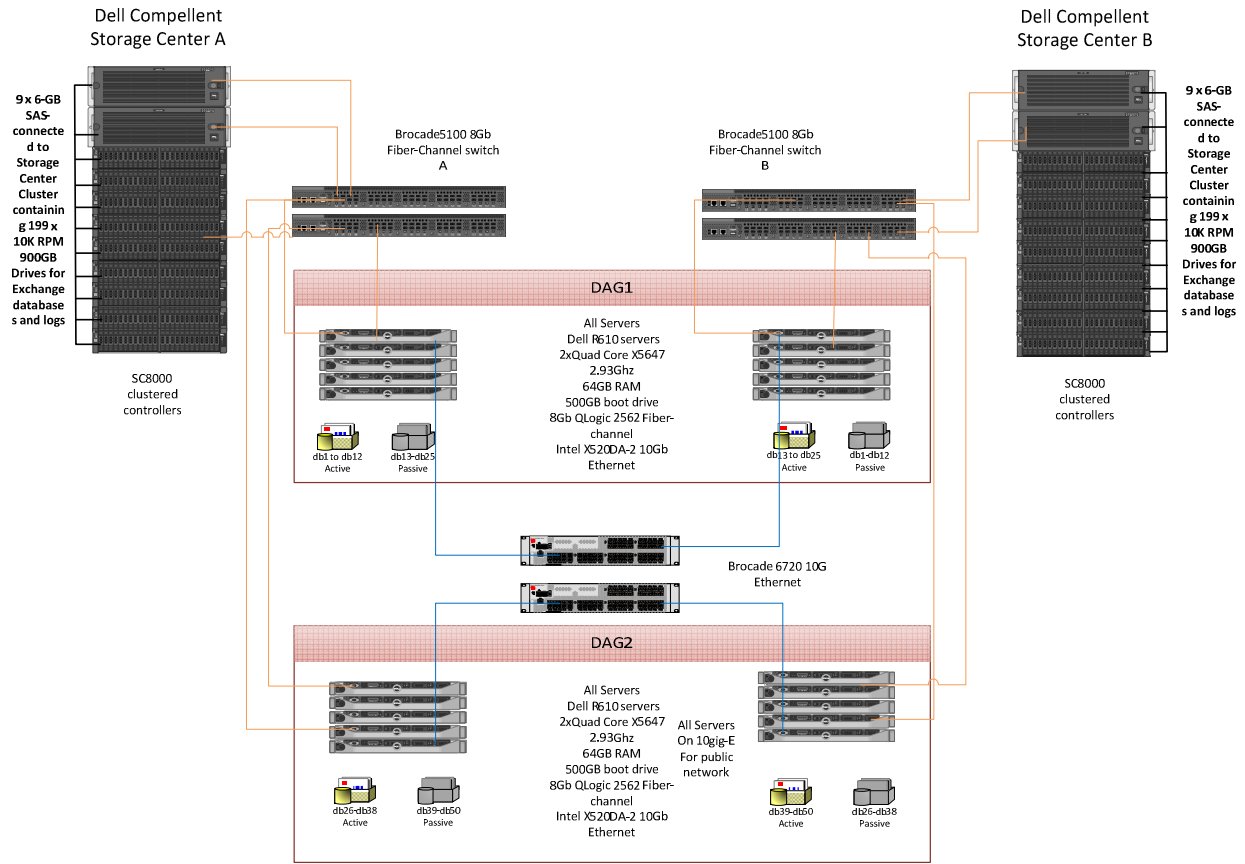 Dell Compellent
Storage Center A
Dell Compellent
Storage Center B
9 x 6-GB
SAS-
connecte
d to
Storage
Center
Cluster
containin
g 199 x
10K RPM
900GB
Drives for
Exchange
database
s and logs
SC8000
clustered
controllers
Brocade5100 8Gb
Fiber-Channel switch
A
Brocade5100 8Gb
Fiber-Channel switch
B
9 x 6-GB
SAS-
connecte
d to
Storage
Center
Cluster
containin
g 199 x
10K RPM
900GB
Drives for
Exchange
database
s and logs
SC8000
clustered
controllers
DAG1
All Servers
Dell R610 servers
2xQuad Core X5647
2.93Ghz
64GB RAM
500GB boot drive
8Gb QLogic 2562 Fiber-
channel
Intel X520DA-2 10Gb
Ethernet
db1 to db12
Active
db13-db25
Passive
db13 to db25
Active
db1-db12
Passive
Brocade 6720 10G
Ethernet
DAG2
All Servers
Dell R610 servers
2xQuad Core X5647
2.93Ghz
64GB RAM
500GB boot drive
8Gb QLogic 2562 Fiber-
channel
Intel X520DA-2 10Gb
Ethernet
All Servers
On 10gig-E
For public
network
db26-db38
Active
db39-db50
Passive
db39-db50
Active
db26-db38
Passive